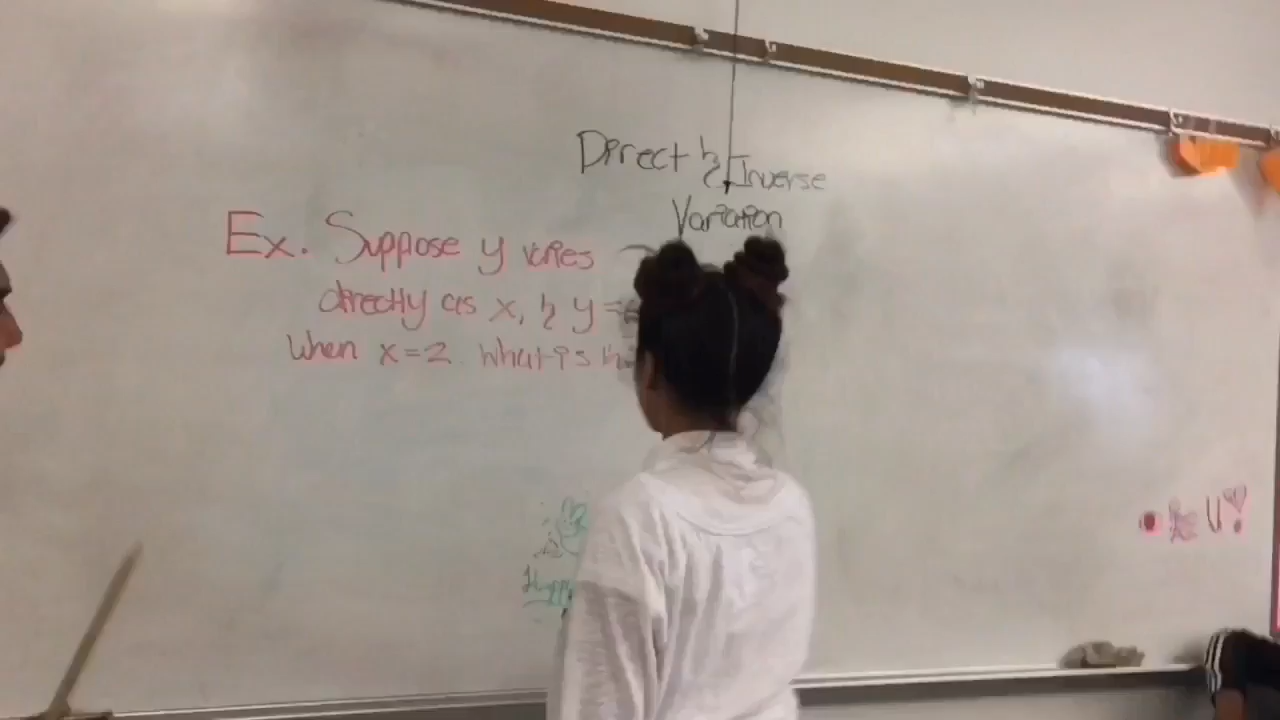 Direct & Inverse
Variation
Ex. Suppose y varies
directly as x, & y =
when x=2. What is
U